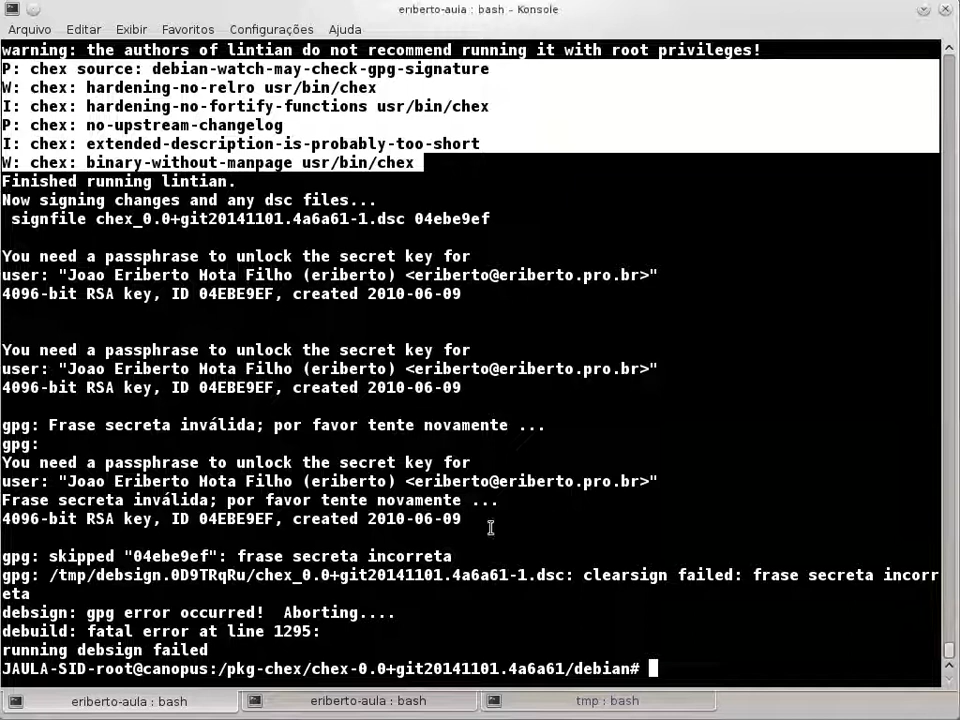 eriberto-aula : bash - Konsole
Arquivo Editar Exibir Favoritos Configurações Ajuda
warning: the authors of lintian do not recommend running it with root privileges!
P: chex source: debian-watch-may-check-gpg-signature
W: chex: hardening-no-relro usr/bin/chex
I: chex: hardening-no-fortify-functions usr/bin/chex
P: chex: no-upstream-changelog
I: chex: extended-description-is-probably-too-short
W: chex: binary-without-manpage usr/bin/chex
Finished running lintian.
Now signing changes and any dsc files...
signfile chex_0.0+git20141101.4a6a61-1.dsc 04ebe9ef
You need a passphrase to unlock the secret key for
user: "Joao Eriberto Mota Filho (eriberto) <eriberto@eriberto.pro.br>"
4096-bit RSA key, ID 04EBE9EF, created 2010-06-09
You need a passphrase to unlock the secret key for
user: "Joao Eriberto Mota Filho (eriberto) <eriberto@eriberto.pro.br>"
4096-bit RSA key, ID 04EBE9EF, created 2010-06-09
gpg: Frase secreta inválida; por favor tente novamente ...
gpg:
You need a passphrase to unlock the secret key for
user: "Joao Eriberto Mota Filho (eriberto) <eriberto@eriberto.pro.br>"
Frase secreta inválida; por favor tente novamente ...
4096-bit RSA key, ID 04EBE9EF, created 2010-06-09
gpg: skipped "04ebe9ef": frase secreta incorreta
gpg: /tmp/debsign.0D9TRqRu/chex_0.0+git20141101.4a6a61-1.dsc: clearsign failed: frase secreta incorr
eta
debsign: gpg error occurred!  Aborting....
debuild: fatal error at line 1295:
running debsign failed
JAULA-SID-root@canopus:/pkg-chex/chex-0.0+git20141101.4a6a61/debian#
eriberto-aula : bash eriberto-aula : bash tmp : bash